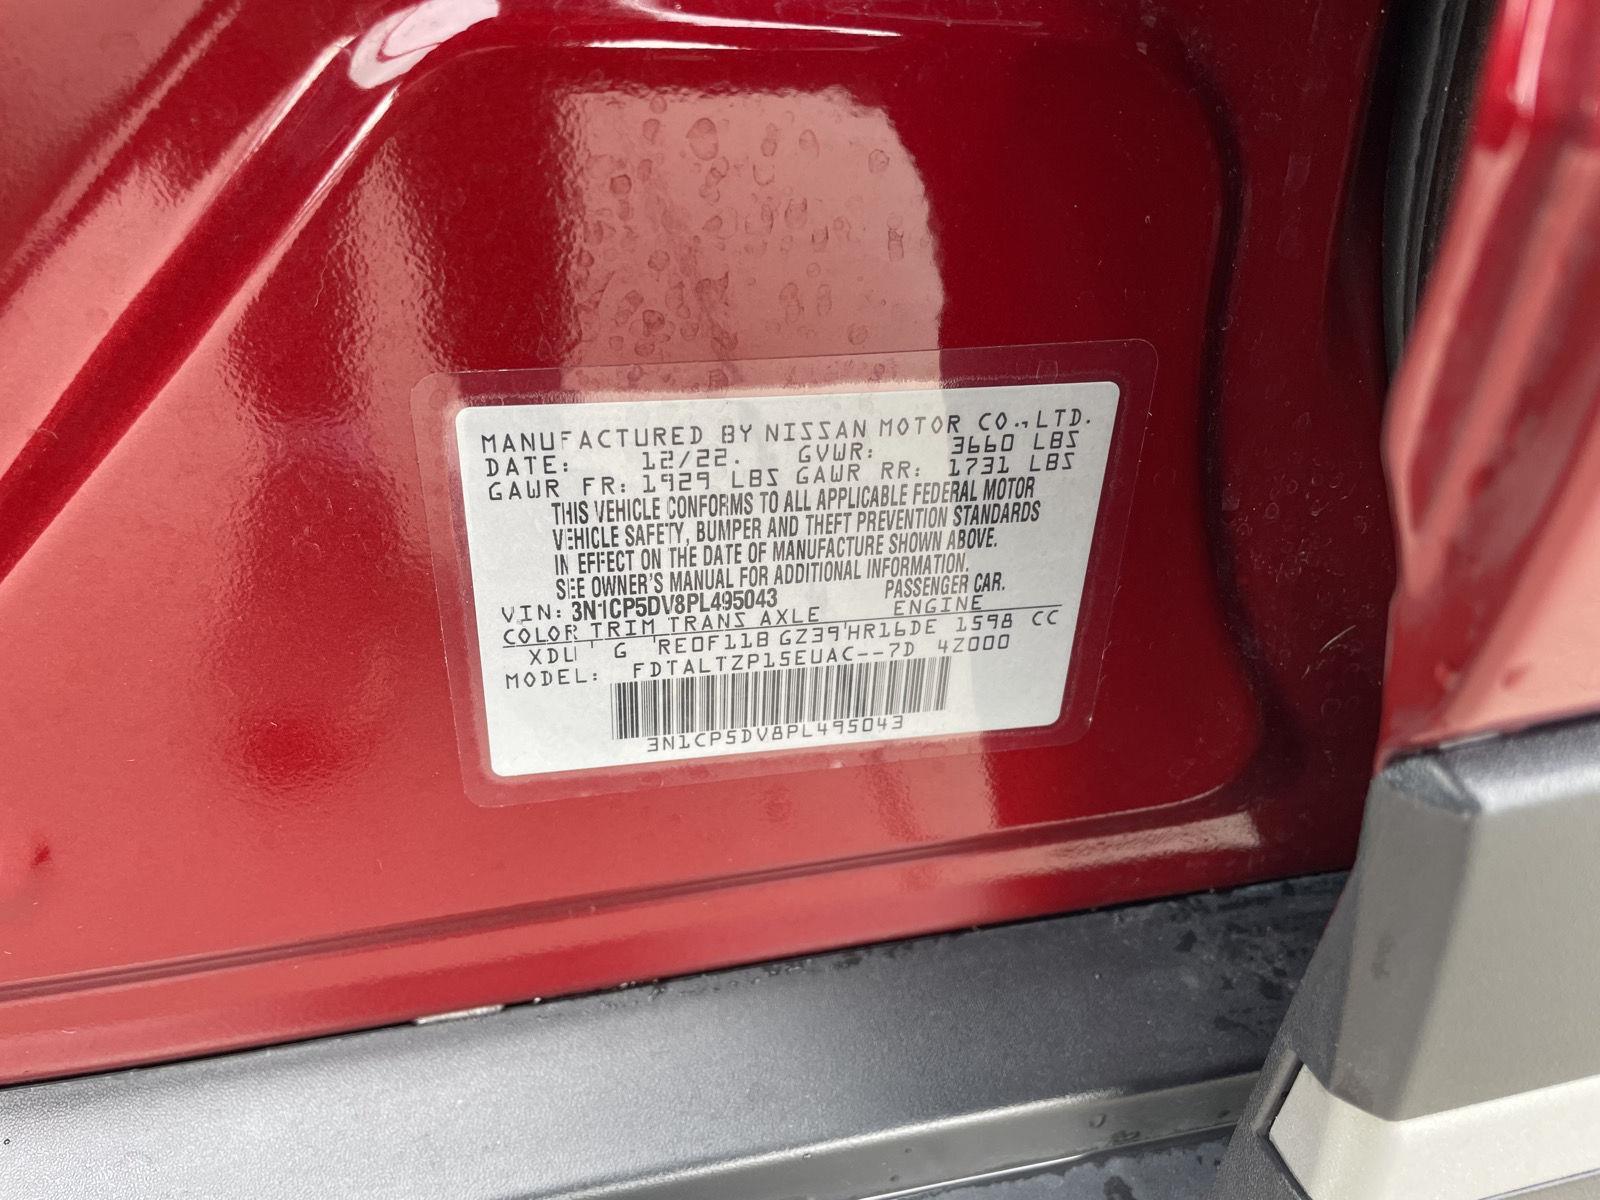 MANUFACTURED BY NISSAN MOTOR CO., LTD.
DATE: 12/22. GVWR: 3660 LBS
GAWR FR: 1929 LBS GAWR RR: 1731 LBS
THIS VEHICLE CONFORMS TO ALL APPLICABLE FEDERAL MOTOR
VEHICLE SAFETY, BUMPER AND THEFT PREVENTION STANDARDS
IN EFFECT ON THE DATE OF MANUFACTURE SHOWN ABOVE.
SEE OWNER'S MANUAL FOR ADDITIONAL INFORMATION.
VIN: 3N1CP5DV8PL495043 PASSENGER CAR.
COLOR TRIM TRANS AXLE ENGINE
G RE0F11B GZ39 HR16DE 1598 CC
MODEL: FDTALTZP15EUAC--7D 4Z000
3N1CP5DV8PL495043